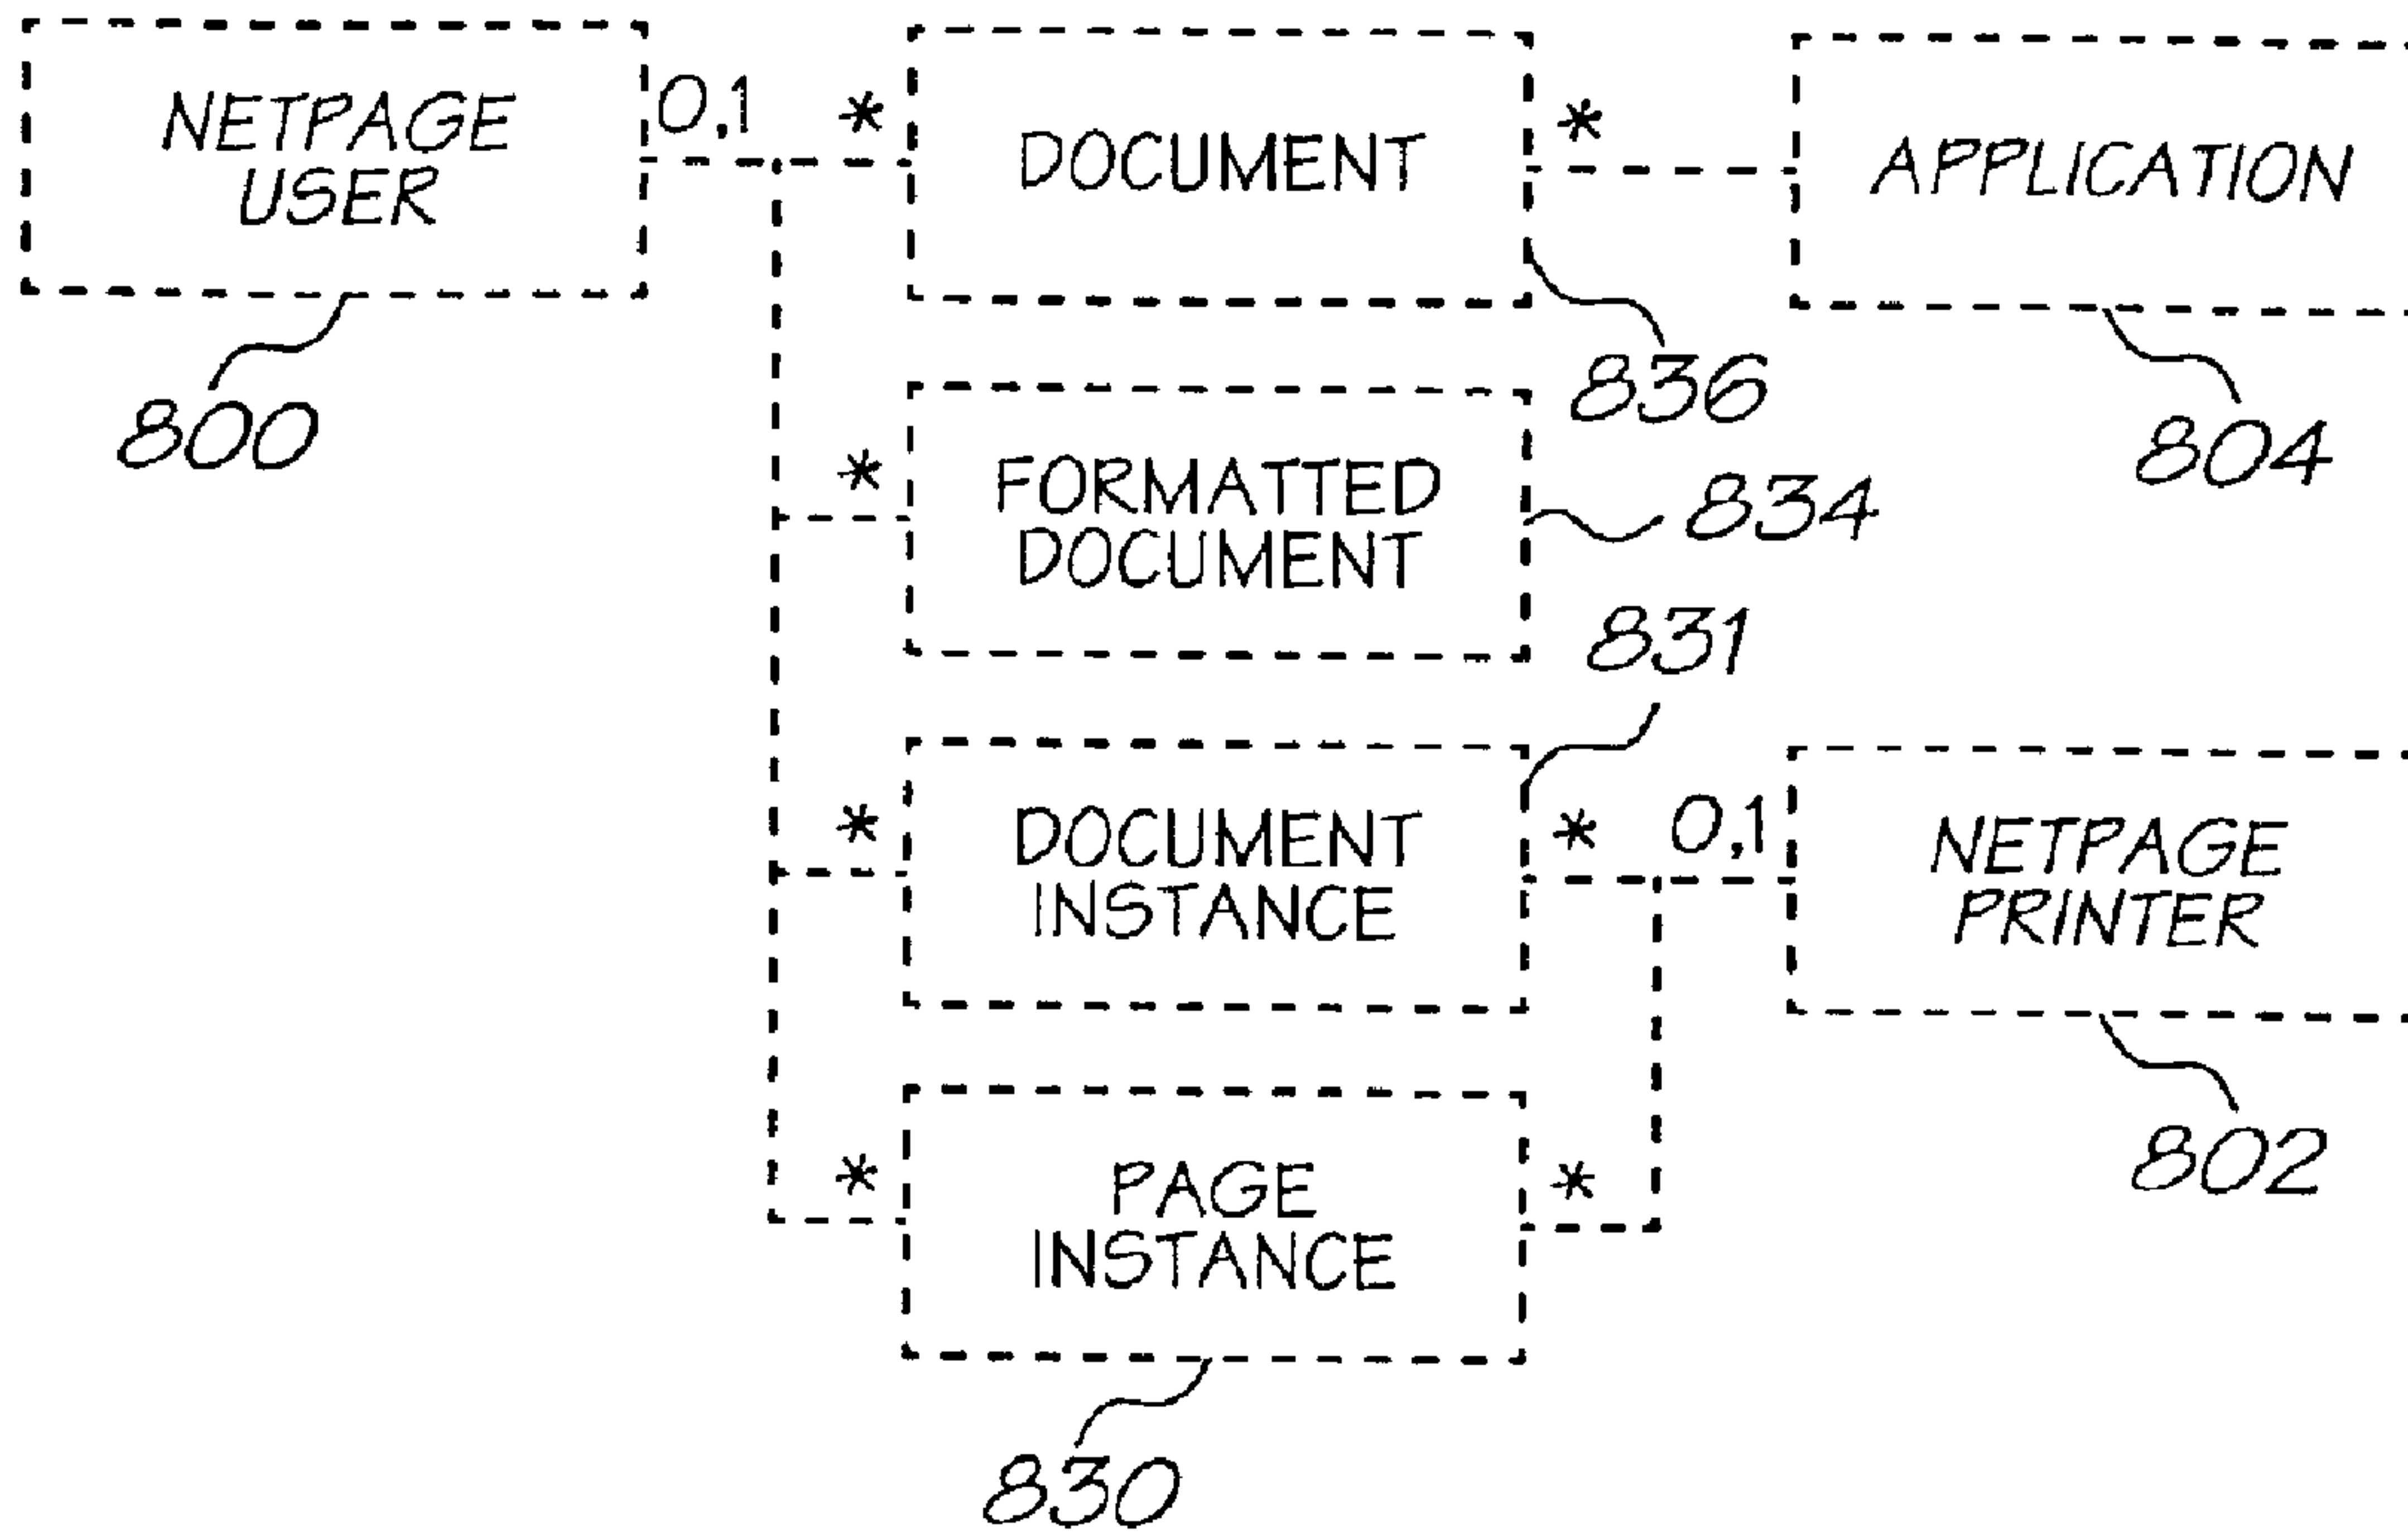 NETPAGE
USER
0,1
*
DOCUMENT
*
APPLICATION
800
836
804
*
FORMATTED
DOCUMENT
834
831
*
DOCUMENT
INSTANCE
*
0,1
NETPAGE
PRINTER
802
*
PAGE
INSTANCE
*
830